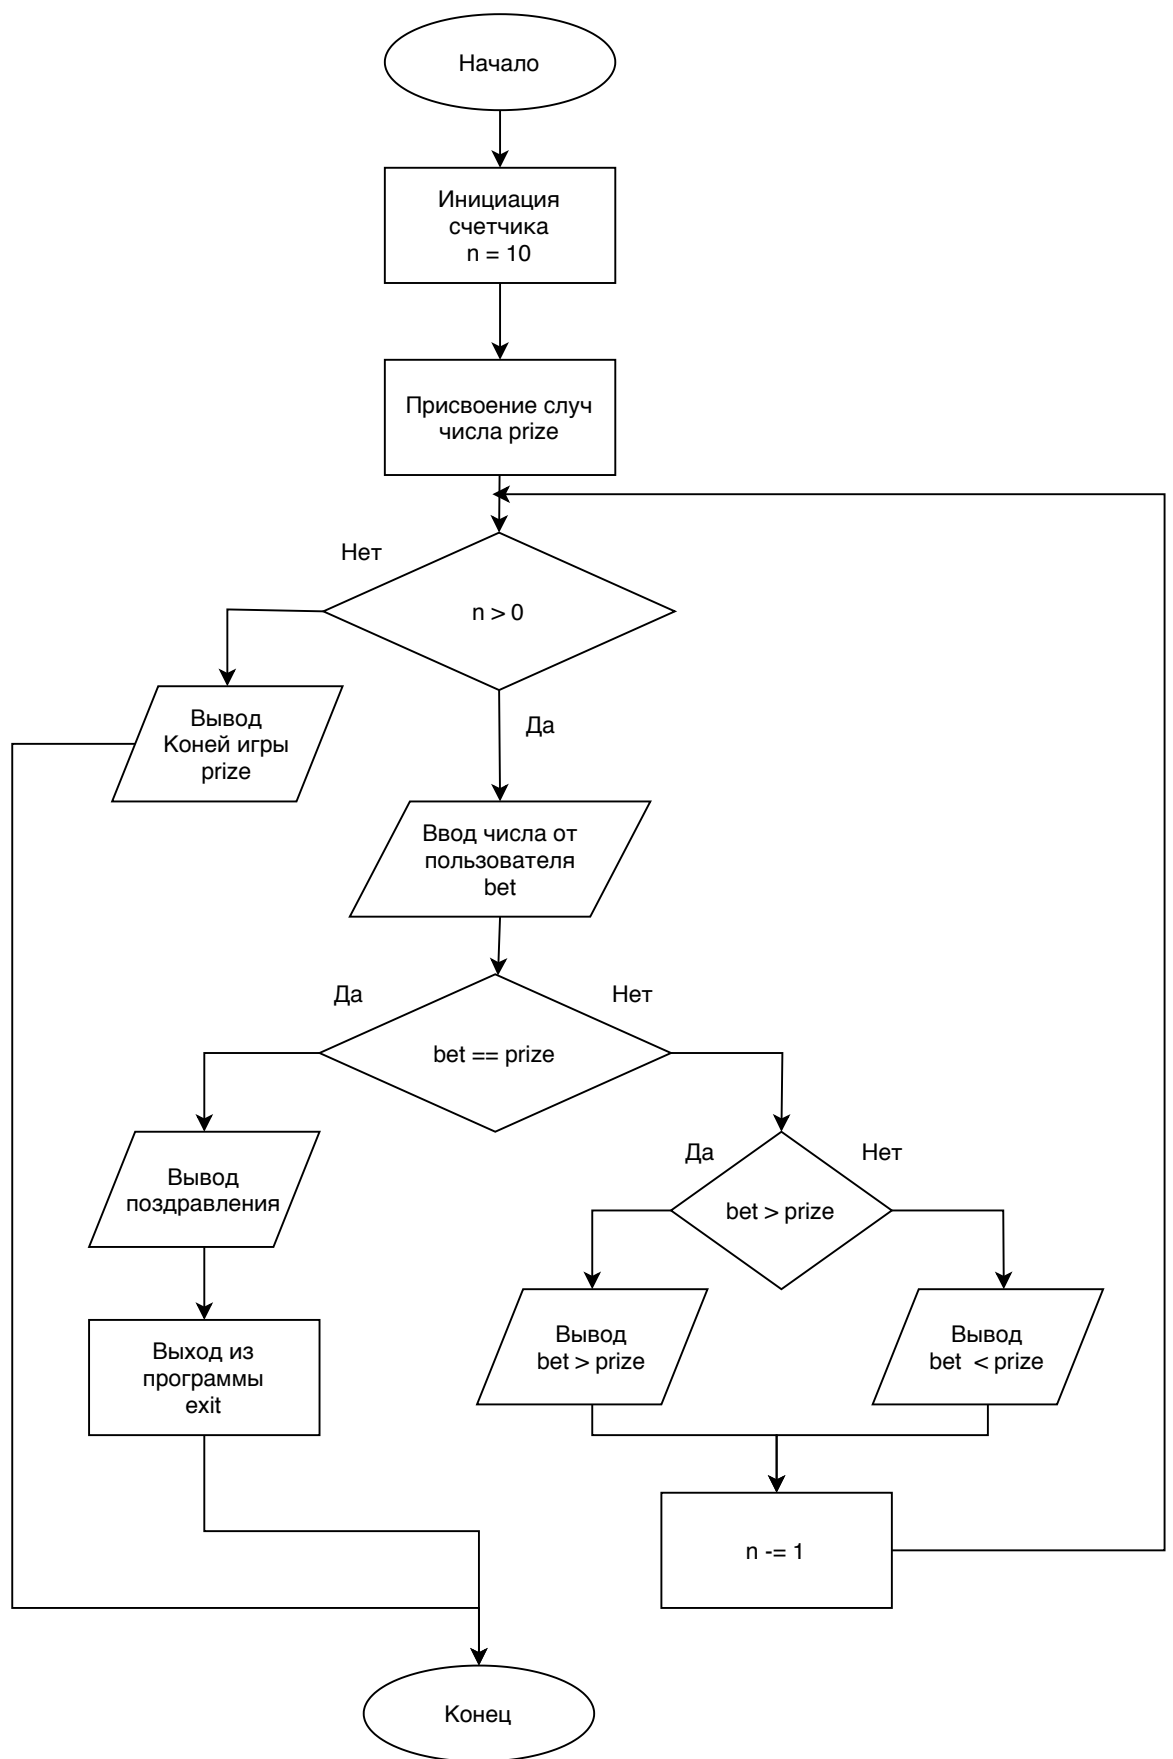 Начало
Инициация
счетчика
n = 10
Присвоение случ
числа prize
Нет
n > 0
Вывод
Коней игры
prize
Да
Ввод числа от
пользователя
bet
Да
Нет
bet == prize
Вывод
поздравления
Да
Нет
bet > prize
Выход из
программы
exit
Вывод
bet > prize
Вывод
bet < prize
n -= 1
Конец